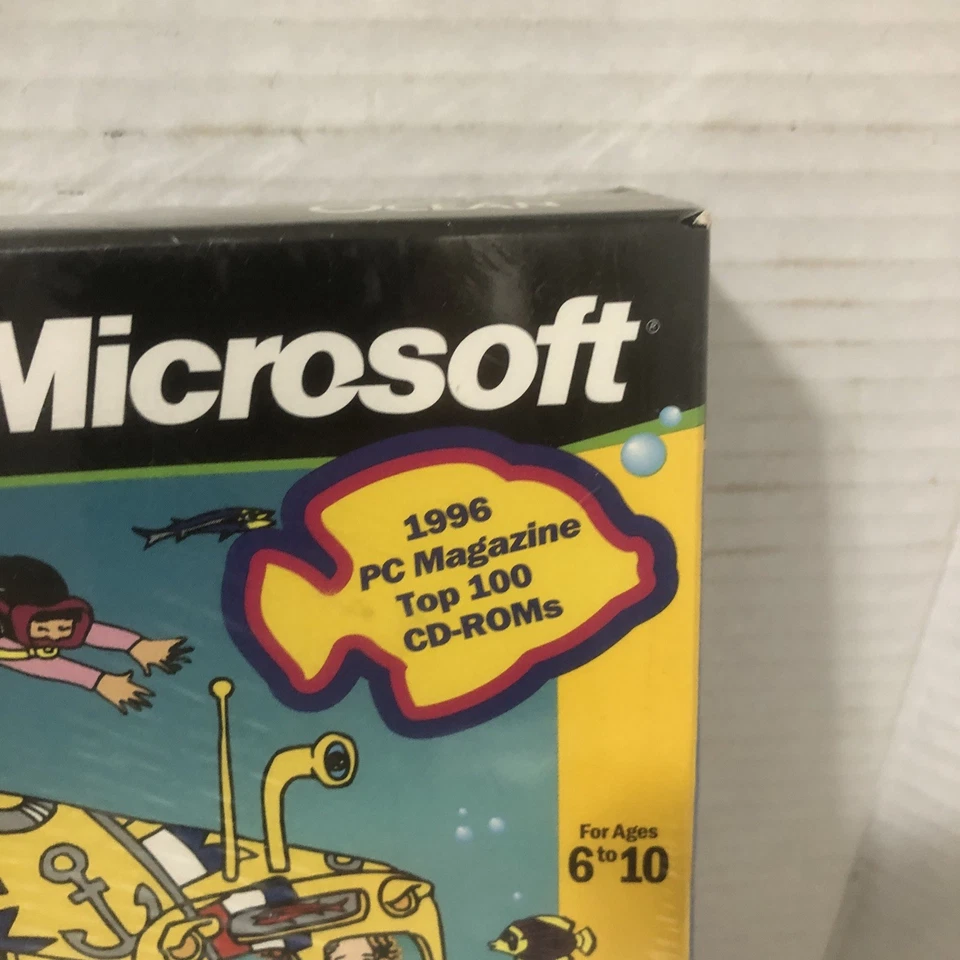 Microsoft®
1996
PC Magazine
Top 100
CD-ROMs
For Ages
6 to 10